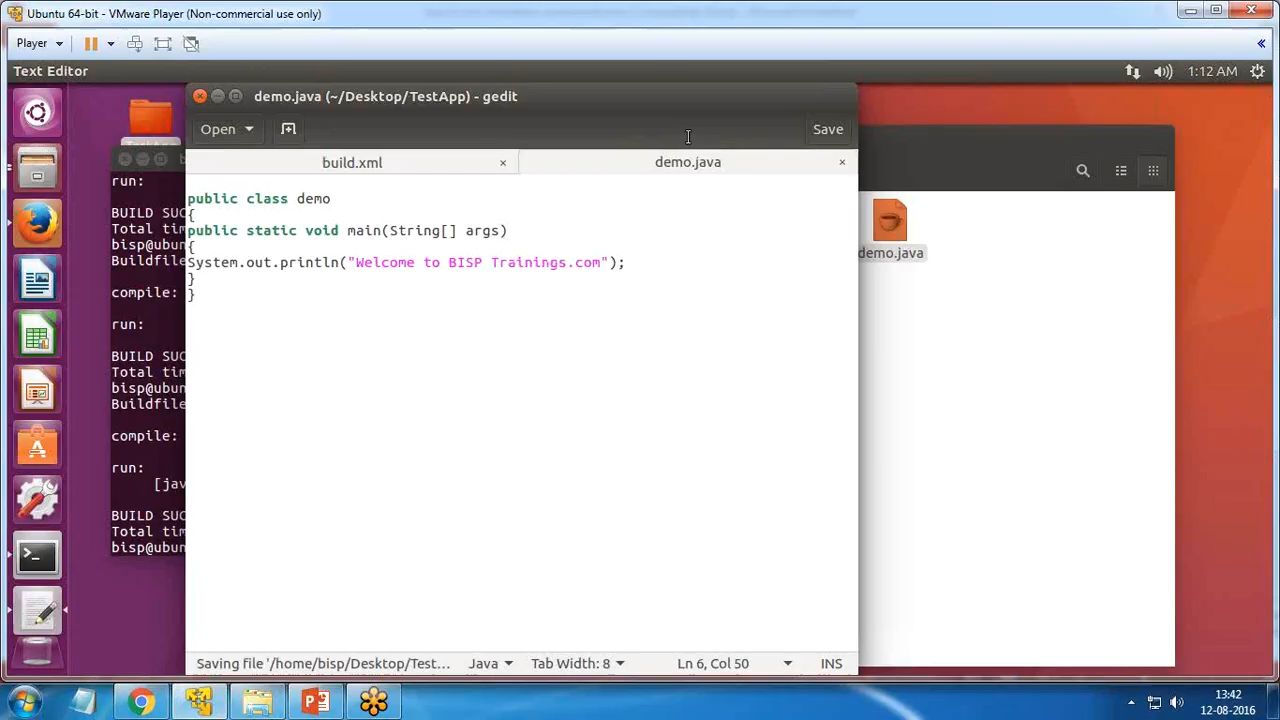 Ubuntu 64-bit - VMware Player (Non-commercial use only)
Player
Text Editor
1:12 AM
demo.java (~/Desktop/TestApp) - gedit
Open
Save
build.xml
×
demo.java
×
public class demo
{
public static void main(String[] args)
{
System.out.println("Welcome to BISP Trainings.com");
}
}
run:
BUILD SUC
Total tim
bisp@ubun
Buildfile
compile:
run:
BUILD SUC
Total tim
bisp@ubun
Buildfile
compile:
run:
[jav
BUILD SUC
Total tim
bisp@ubun
demo.java
Saving file '/home/bisp/Desktop/Test...
Java
Tab Width: 8
Ln 6, Col 50
INS
13:42
12-08-2016